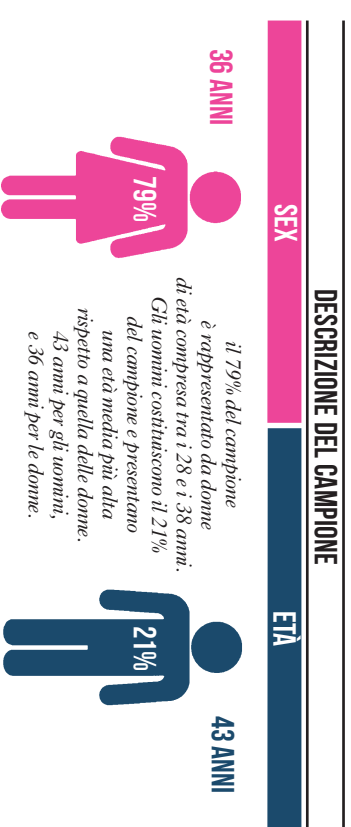 DESCRIZIONE DEL CAMPIONE
SEX
ETÀ
36 ANNI
79%
il 79% del campione
è rappresentato da donne
di età compresa tra i 28 e i 38 anni.
Gli uomini costituiscono il 21%
del campione e presentano
una età media più alta
rispetto a quella delle donne.
43 anni per gli uomini,
e 36 anni per le donne.
21%
43 ANNI